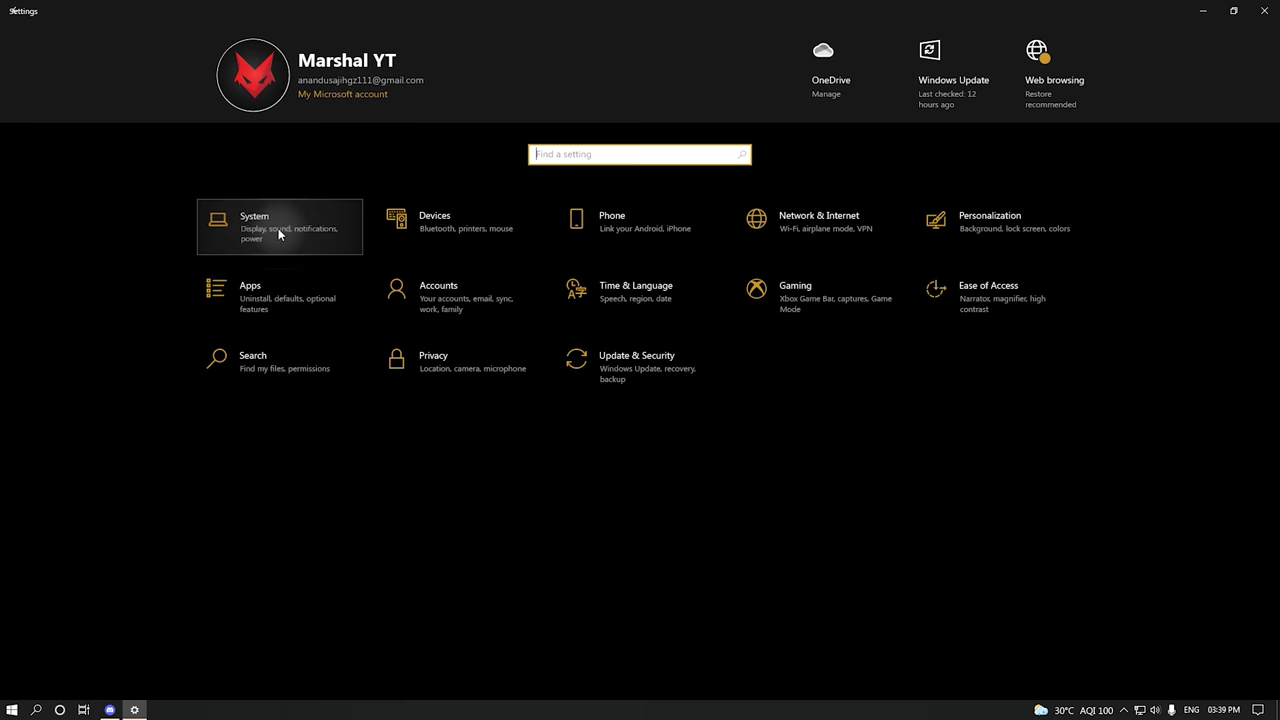 Settings
Marshal YT
anandusajihgz111@gmail.com
My Microsoft account
OneDrive
Manage
Windows Update
Last checked: 12
hours ago
Web browsing
Restore
recommended
Find a setting
System
Display, sound, notifications,
power
Devices
Bluetooth, printers, mouse
Phone
Link your Android, iPhone
Network & Internet
Wi-Fi, airplane mode, VPN
Personalization
Background, lock screen, colors
Apps
Uninstall, defaults, optional
features
Accounts
Your accounts, email, sync,
work, family
Time & Language
Speech, region, date
Gaming
Xbox Game Bar, captures, Game
Mode
Ease of Access
Narrator, magnifier, high
contrast
Search
Find my files, permissions
Privacy
Location, camera, microphone
Update & Security
Windows Update, recovery,
backup
30°C AQI 100 ENG 03:39 PM